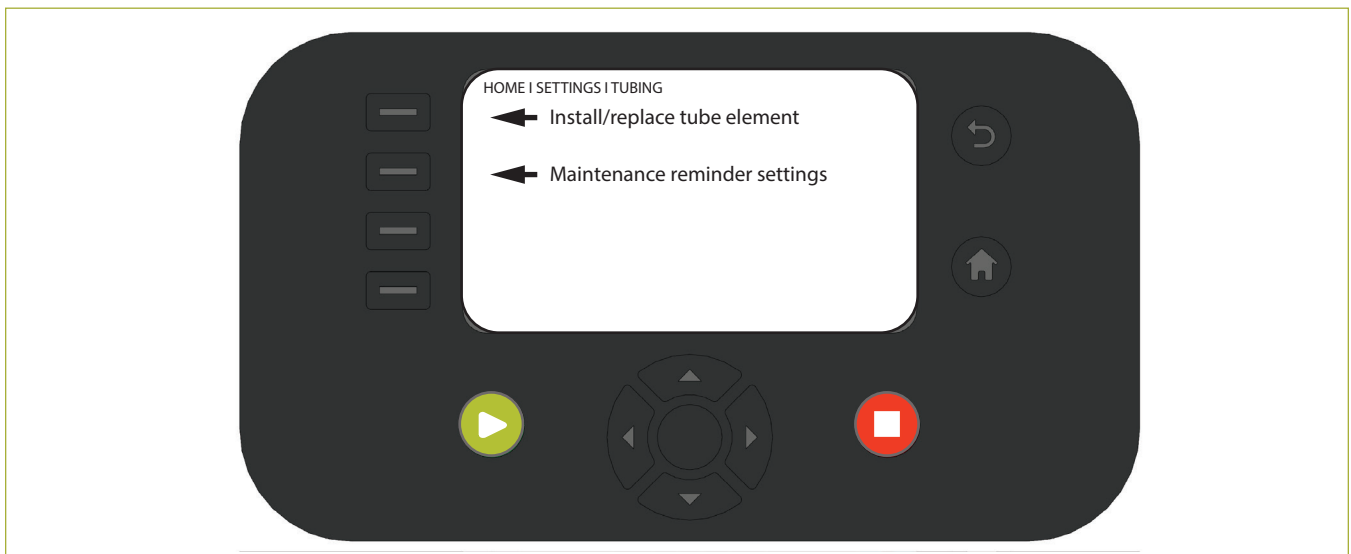 HOME I SETTINGS I TUBING
Install/replace tube element
Maintenance reminder settings